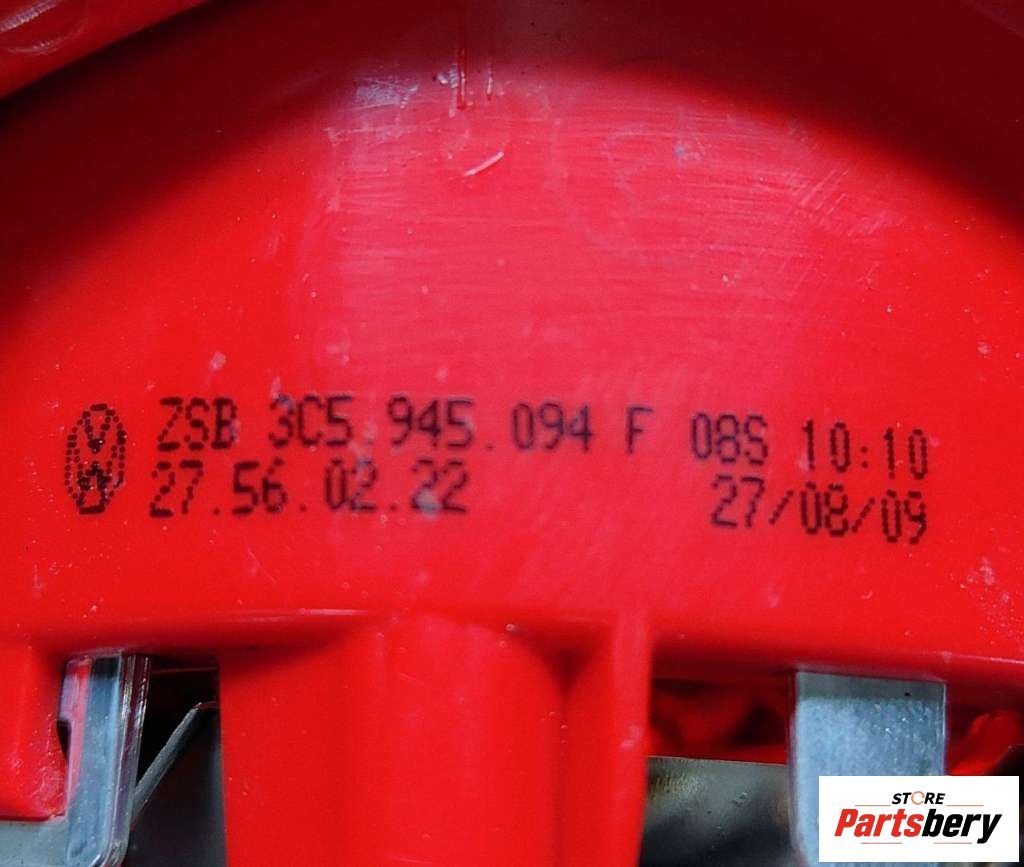 ZSB 3C5.945.094 F 08S 10:10
27.56.02.22 27/08/09
STORE
Partsbery